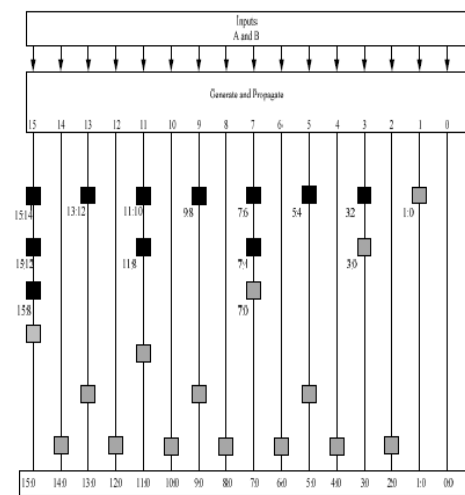 Inputs:
A and B
Generate and Propagate
15 14 13 12 11 10 9 8 7 6 5 4 3 2 1 0
15:14 13:12 11:10 9:8 7:6 5:4 3:2 1:0
15:12 11:8 7:4 3:0
15:8 7:0
15:0 14:0 13:0 12:0 11:0 10:0 9:0 8:0 7:0 6:0 5:0 4:0 3:0 2:0 1:0 0:0